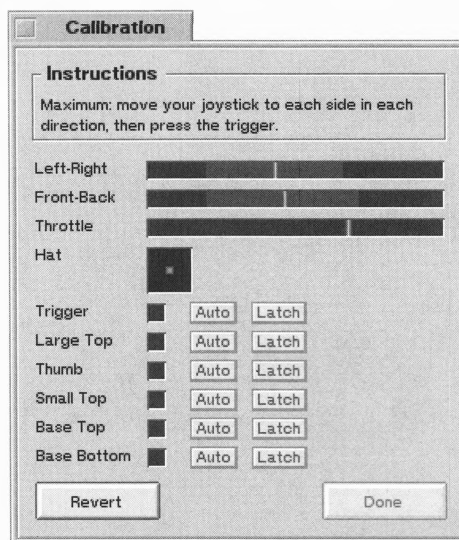 Calibration
Instructions
Maximum: move your joystick to each side in each
direction, then press the trigger.
Left-Right
Front-Back
Throttle
Hat
Trigger Auto Latch
Large Top Auto Latch
Thumb Auto Latch
Small Top Auto Latch
Base Top Auto Latch
Base Bottom Auto Latch
Revert Done